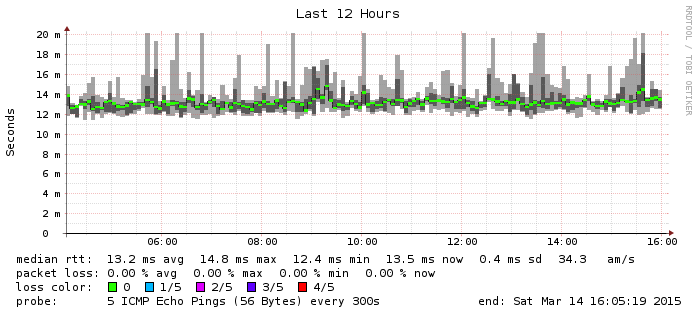 Last 12 Hours
RRDTOOL / TOBI OETIKER
Seconds
20 m
18 m
16 m
14 m
12 m
10 m
8 m
6 m
4 m
2 m
0
06:00 08:00 10:00 12:00 14:00 16:00
median rtt: 13.2 ms avg 14.8 ms max 12.4 ms min 13.5 ms now 0.4 ms sd 34.3 am/s
packet loss: 0.00 % avg 0.00 % max 0.00 % min 0.00 % now
loss color: 0 1/5 2/5 3/5 4/5
probe: 5 ICMP Echo Pings (56 Bytes) every 300s end: Sat Mar 14 16:05:19 2015